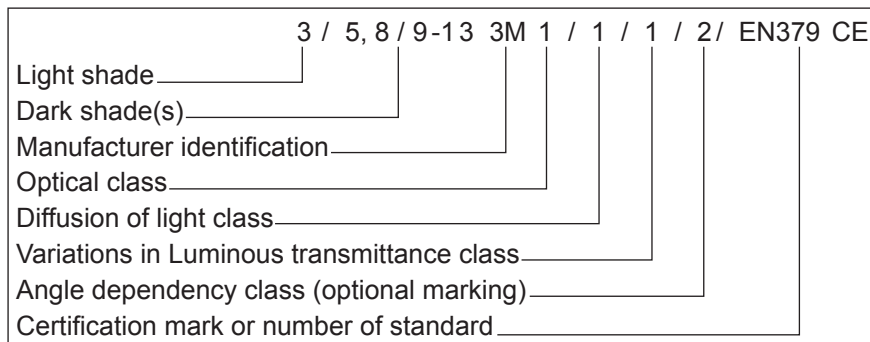 3 / 5, 8 / 9-13 3M 1 / 1 / 1 / 2/ EN379 CE
Light shade
Dark shade(s)
Manufacturer identification
Optical class
Diffusion of light class
Variations in Luminous transmittance class
Angle dependency class (optional marking)
Certification mark or number of standard